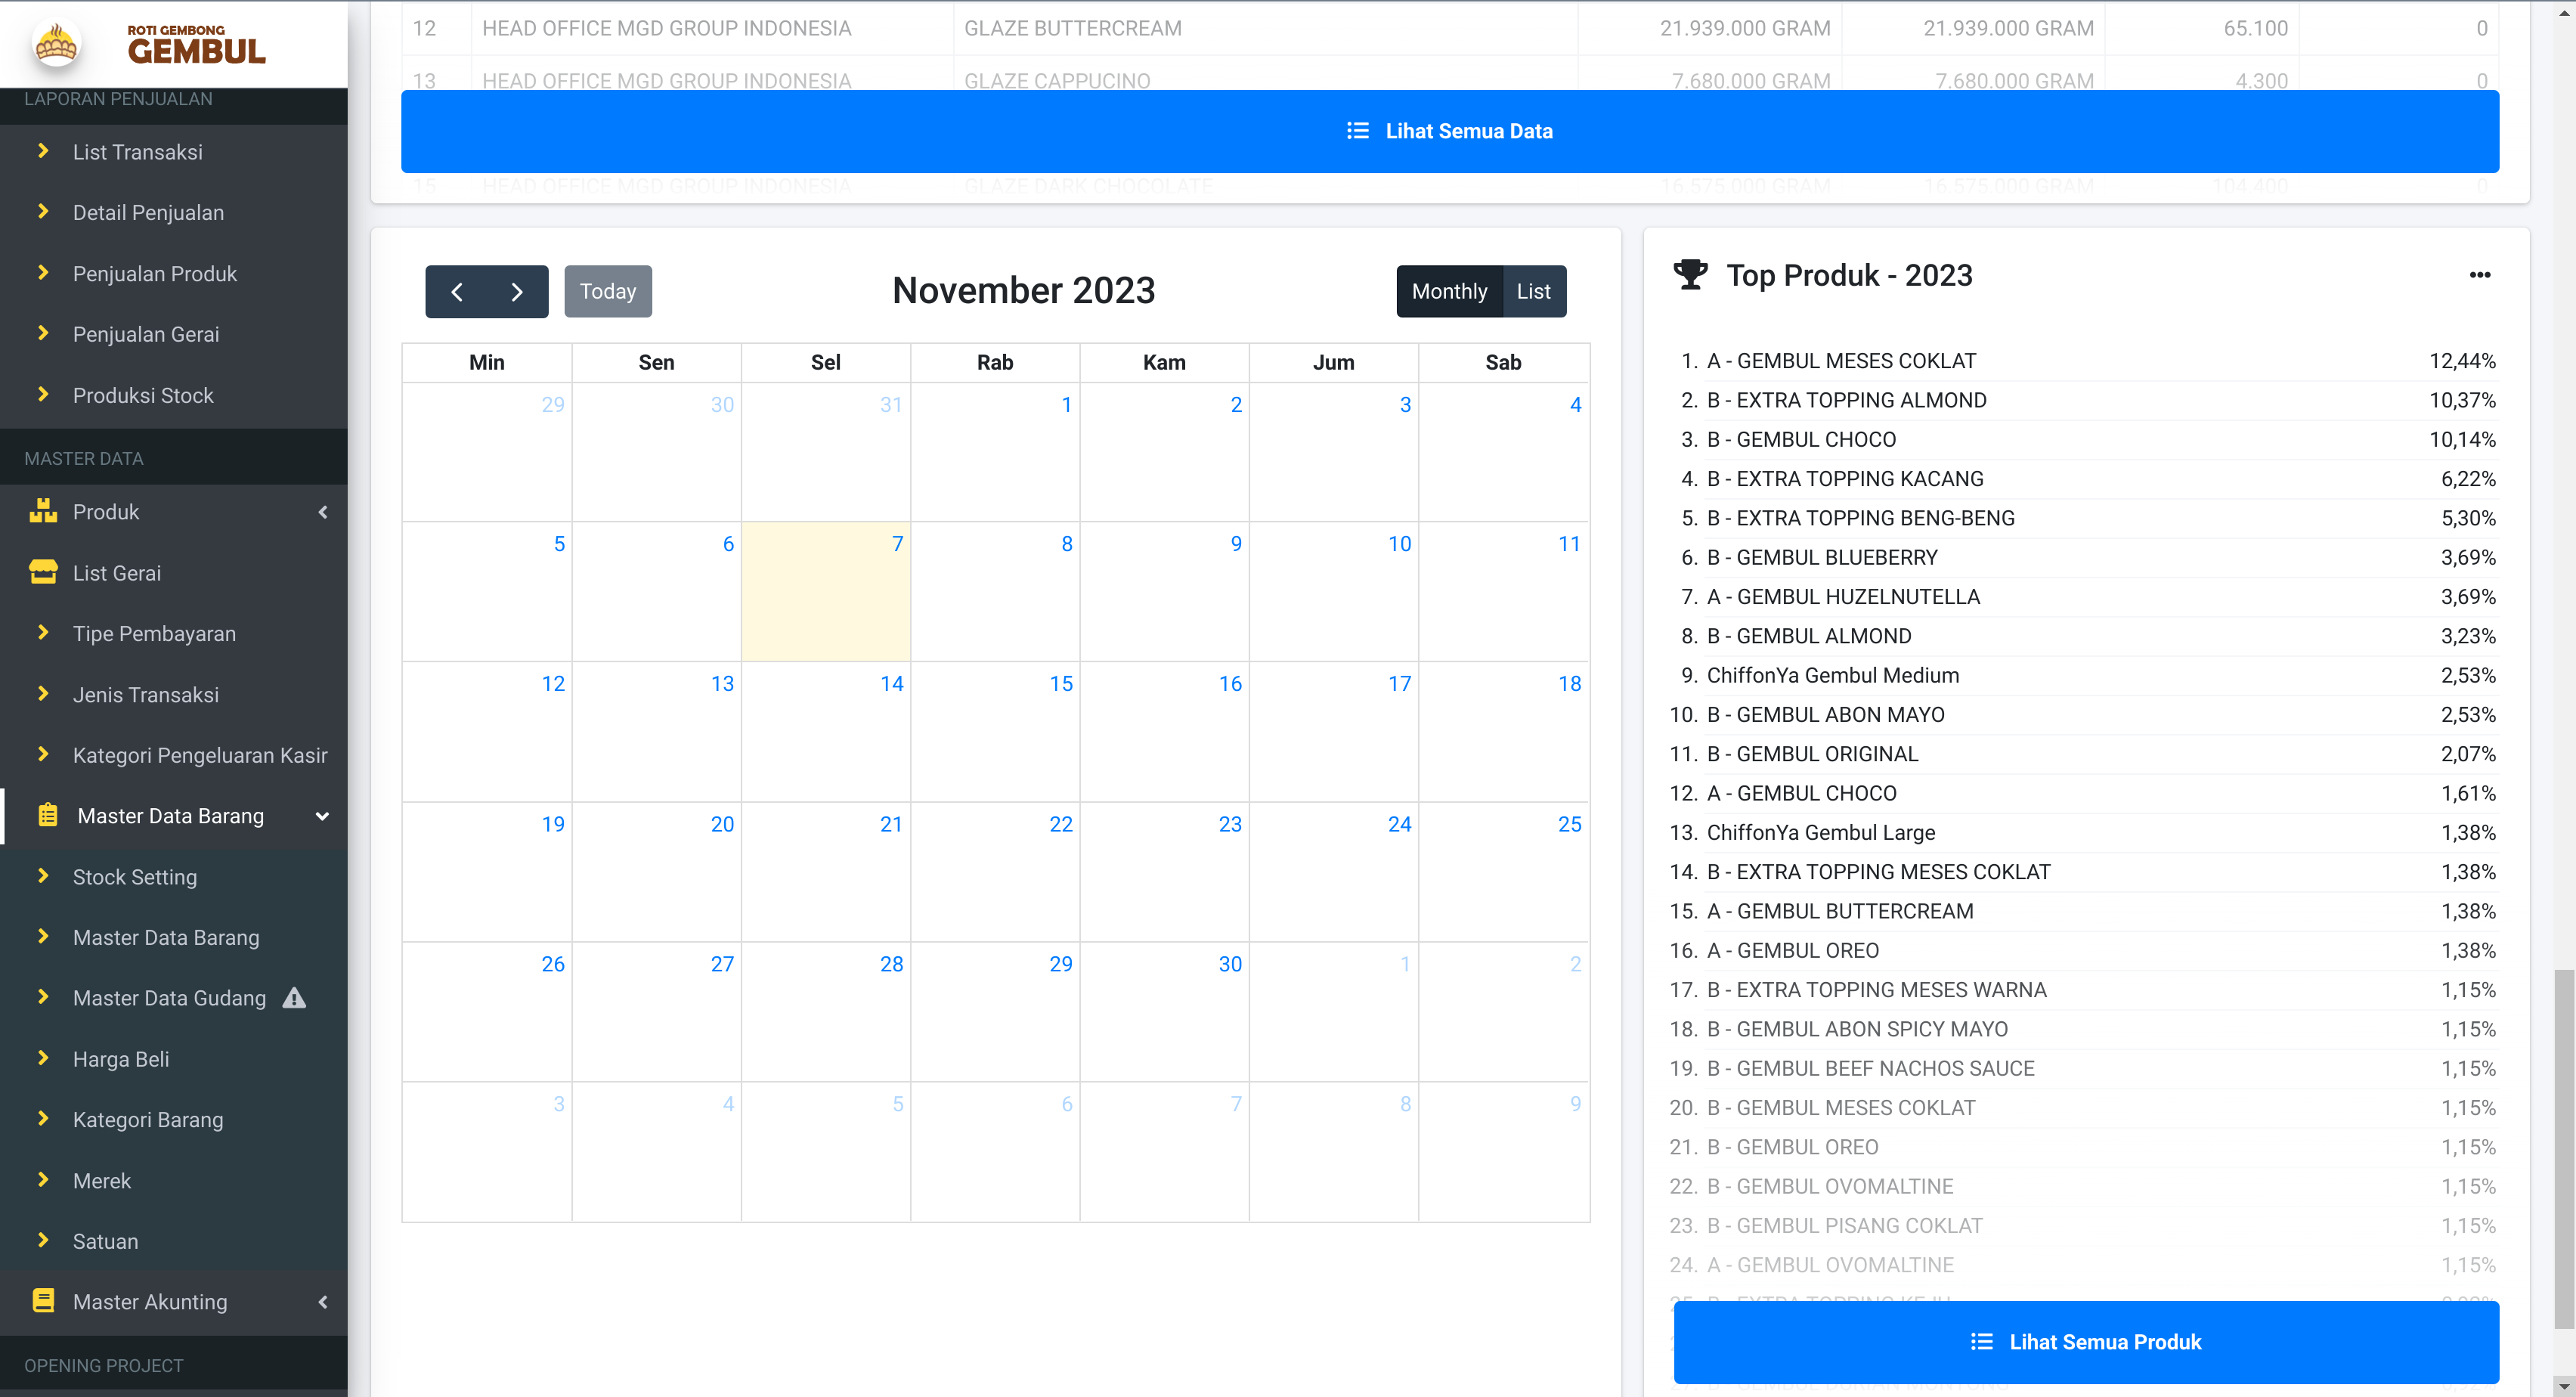 ROTI GEMBONG
GEMBUL
LAPORAN PENJUALAN
List Transaksi
Detail Penjualan
Penjualan Produk
Penjualan Gerai
Produksi Stock
MASTER DATA
Produk
List Gerai
Tipe Pembayaran
Jenis Transaksi
Kategori Pengeluaran Kasir
Master Data Barang
Stock Setting
Master Data Barang
Master Data Gudang
Harga Beli
Kategori Barang
Merek
Satuan
Master Akunting
OPENING PROJECT
12 HEAD OFFICE MGD GROUP INDONESIA GLAZE BUTTERCREAM 21.939.000 GRAM 21.939.000 GRAM 65.100 0
13 HEAD OFFICE MGD GROUP INDONESIA GLAZE CAPPUCINO 7.680.000 GRAM 7.680.000 GRAM 4.300 0
Lihat Semua Data
15 HEAD OFFICE MGD GROUP INDONESIA GLAZE DARK CHOCOLATE 16.575.000 GRAM 16.575.000 GRAM 104.400 0
Today November 2023 Monthly List
Min Sen Sel Rab Kam Jum Sab
29 30 31 1 2 3 4
5 6 7 8 9 10 11
12 13 14 15 16 17 18
19 20 21 22 23 24 25
26 27 28 29 30 1 2
3 4 5 6 7 8 9
Top Produk - 2023
1. A - GEMBUL MESES COKLAT 12,44%
2. B - EXTRA TOPPING ALMOND 10,37%
3. B - GEMBUL CHOCO 10,14%
4. B - EXTRA TOPPING KACANG 6,22%
5. B - EXTRA TOPPING BENG-BENG 5,30%
6. B - GEMBUL BLUEBERRY 3,69%
7. A - GEMBUL HUZELNUTELLA 3,69%
8. B - GEMBUL ALMOND 3,23%
9. ChiffonYa Gembul Medium 2,53%
10. B - GEMBUL ABON MAYO 2,53%
11. B - GEMBUL ORIGINAL 2,07%
12. A - GEMBUL CHOCO 1,61%
13. ChiffonYa Gembul Large 1,38%
14. B - EXTRA TOPPING MESES COKLAT 1,38%
15. A - GEMBUL BUTTERCREAM 1,38%
16. A - GEMBUL OREO 1,38%
17. B - EXTRA TOPPING MESES WARNA 1,15%
18. B - GEMBUL ABON SPICY MAYO 1,15%
19. B - GEMBUL BEEF NACHOS SAUCE 1,15%
20. B - GEMBUL MESES COKLAT 1,15%
21. B - GEMBUL OREO 1,15%
22. B - GEMBUL OVOMALTINE 1,15%
23. B - GEMBUL PISANG COKLAT 1,15%
24. A - GEMBUL OVOMALTINE 1,15%
25. B - EXTRA TOPPING KEJU
Lihat Semua Produk